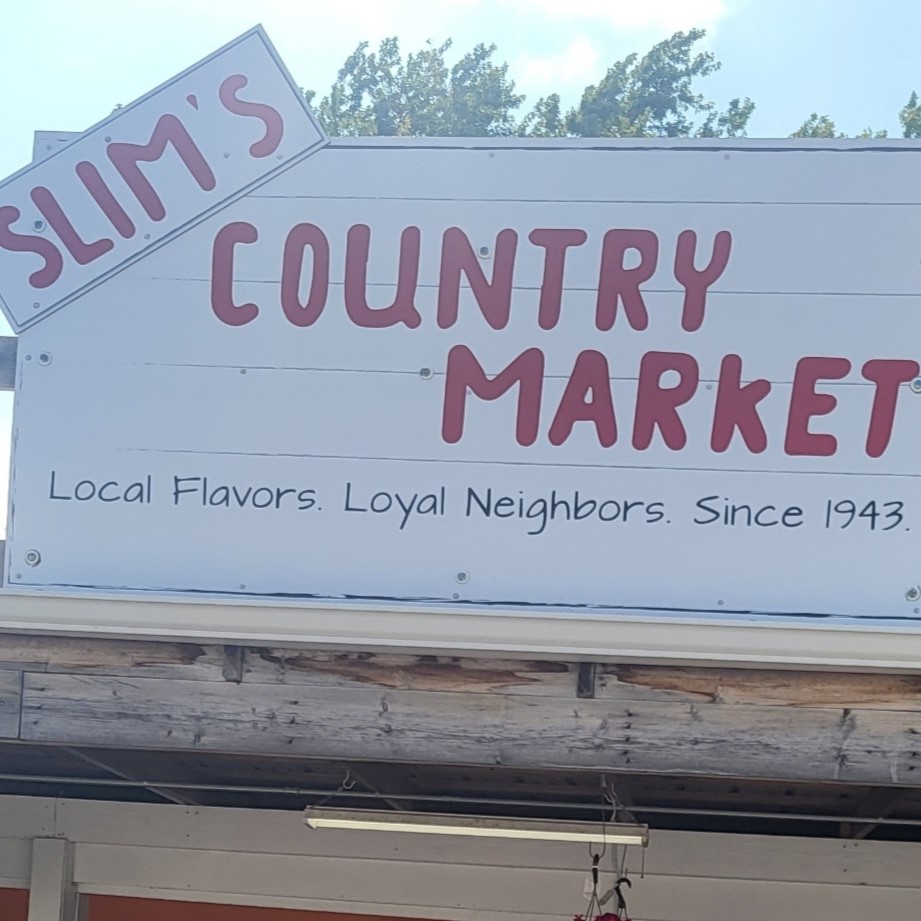 SLIM'S
COUNTRY
MARKET
Local Flavors. Loyal Neighbors. Since 1943.